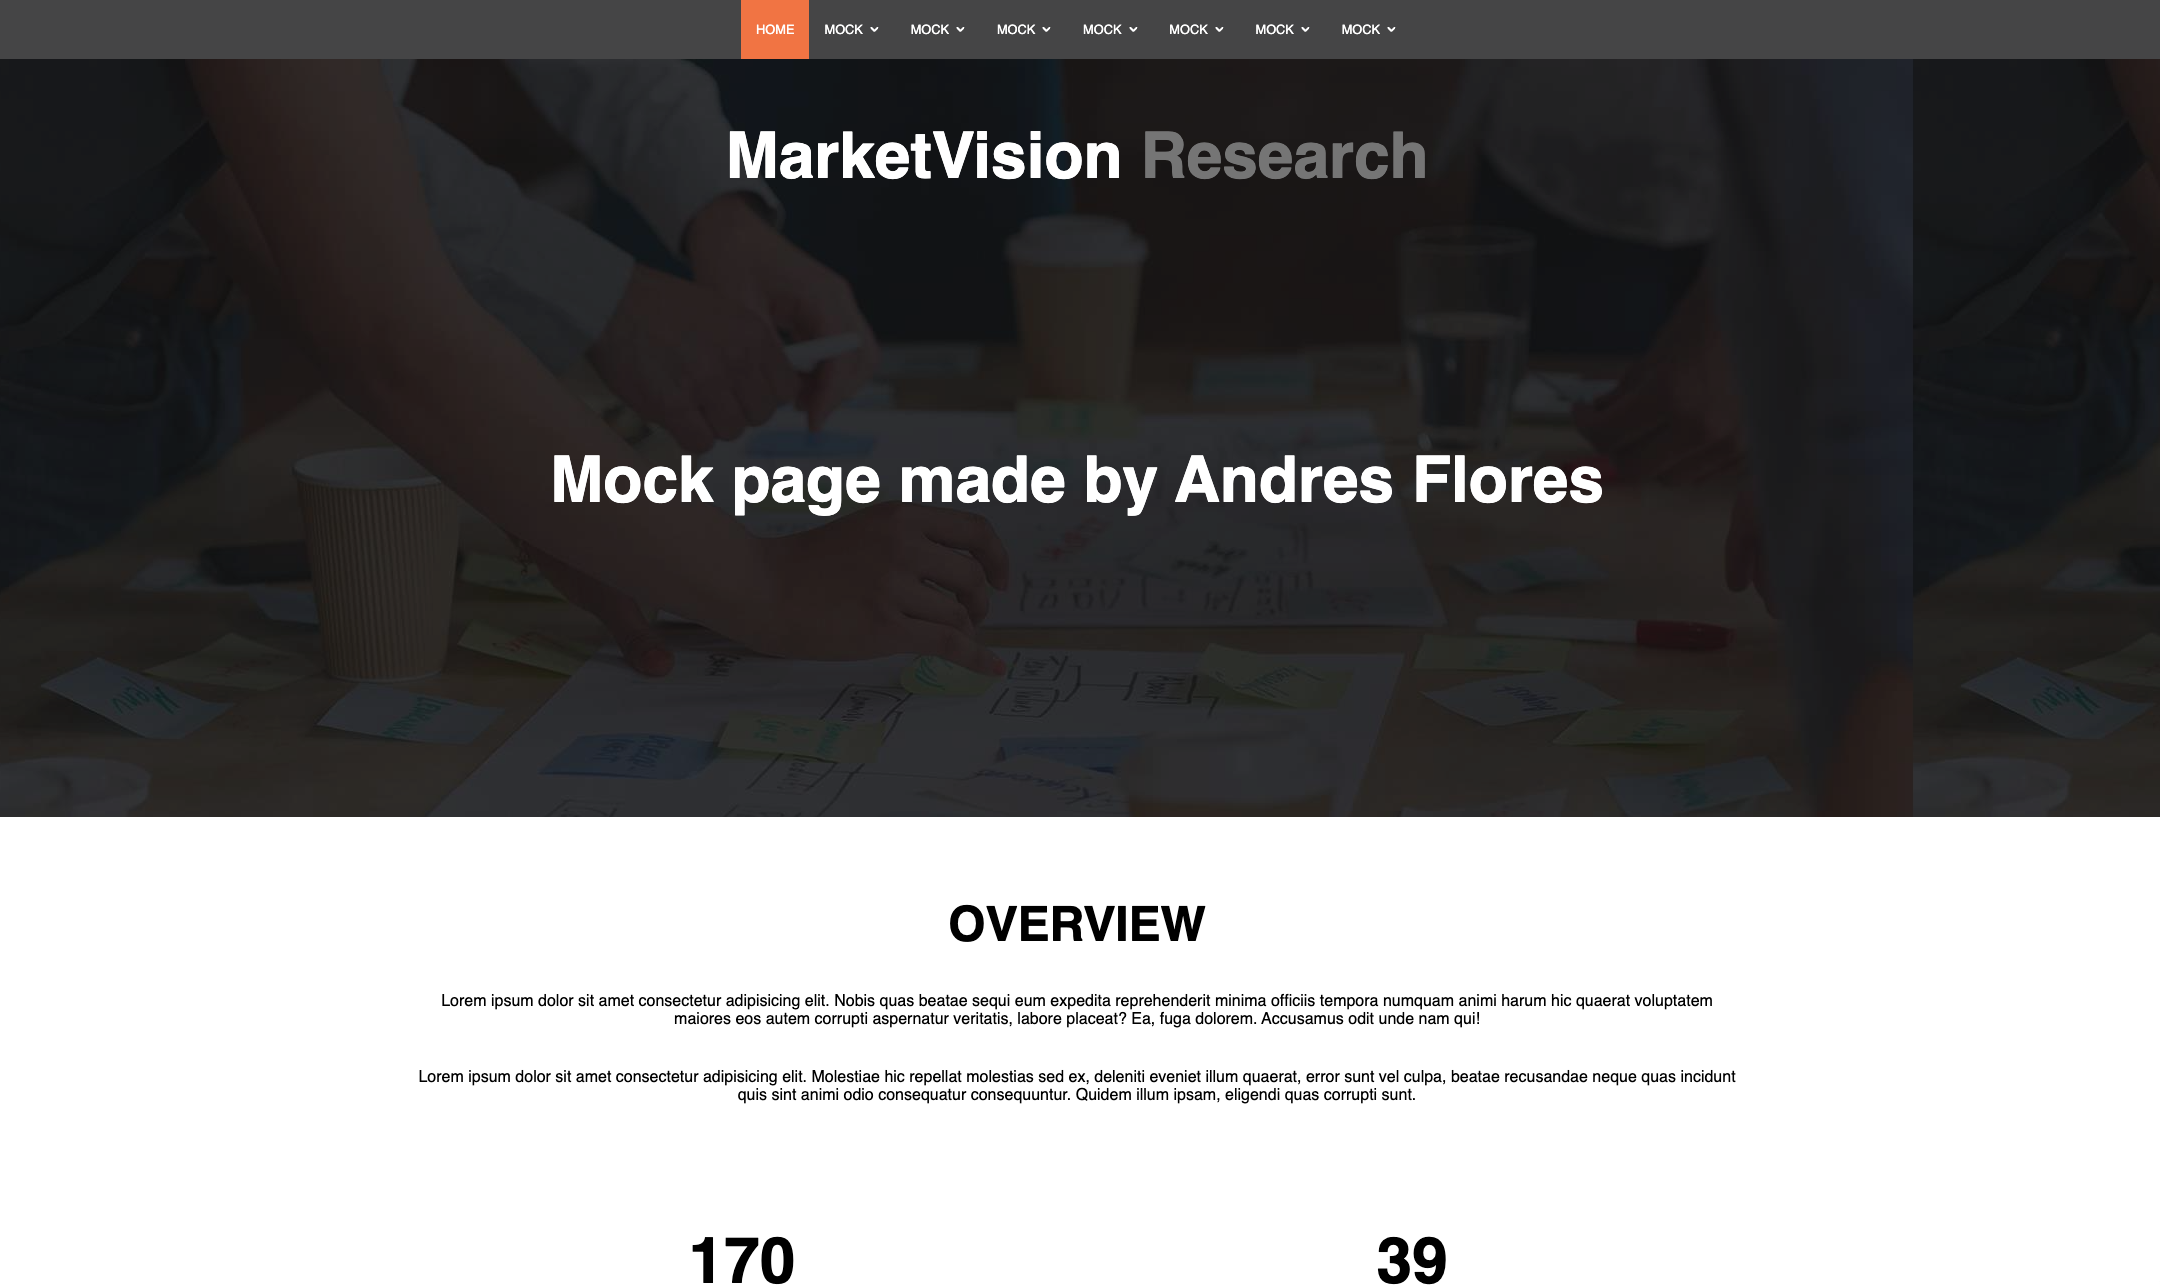 HOME MOCK MOCK MOCK MOCK MOCK MOCK MOCK
MarketVision Research
Mock page made by Andres Flores
OVERVIEW
Lorem ipsum dolor sit amet consectetur adipisicing elit. Nobis quas beatae sequi eum expedita reprehenderit minima officiis tempora numquam animi harum hic quaerat voluptatem
maiores eos autem corrupti aspernatur veritatis, labore placeat? Ea, fuga dolorem. Accusamus odit unde nam qui!
Lorem ipsum dolor sit amet consectetur adipisicing elit. Molestiae hic repellat molestias sed ex, deleniti eveniet illum quaerat, error sunt vel culpa, beatae recusandae neque quas incidunt
quis sint animi odio consequatur consequuntur. Quidem illum ipsam, eligendi quas corrupti sunt.
170 39